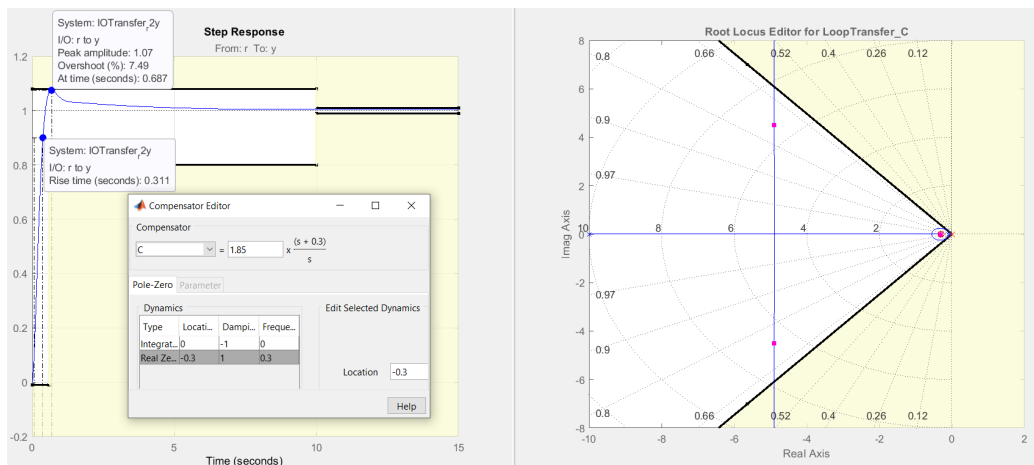 System: IOTransfer_r2y
I/O: r to y
Peak amplitude: 1.07
Overshoot (%): 7.49
At time (seconds): 0.687
Step Response
From: r To: y
System: IOTransfer_r2y
I/O: r to y
Rise time (seconds): 0.311
1.2
1
0.8
0.6
0.4
0.2
0
-0.2
0
5
10
15
Time (seconds)
Compensator Editor
Compensator
C = 1.85 x (s + 0.3)
s
Pole-Zero Parameter
Dynamics
Edit Selected Dynamics
Type Locati... Dampi... Freque...
Integrat... 0 -1 0
Real Ze... -0.3 1 0.3
Location -0.3
Help
Root Locus Editor for LoopTransfer_C
Imag Axis
8
6
4
2
0
-2
-4
-6
-8
0.8
0.66
0.52
0.4
0.26
0.12
0.9
0.97
10
8
6
4
2
0.97
0.9
0.8
0.66
0.52
0.4
0.26
0.12
-10
-8
-6
-4
-2
0
2
Real Axis